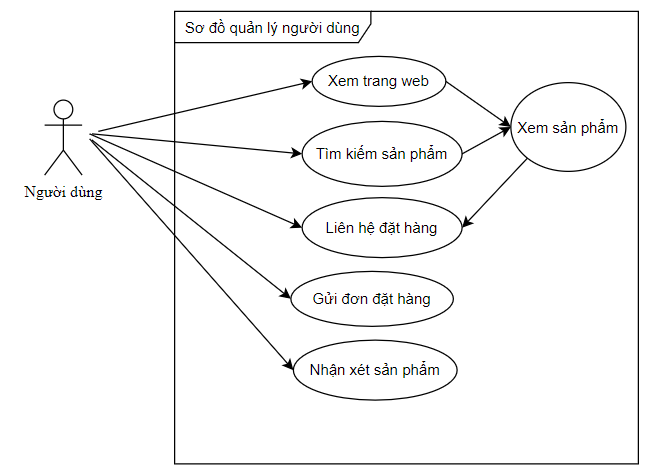 Sơ đồ quản lý người dùng
Xem trang web
Xem sản phẩm
Tìm kiếm sản phẩm
Người dùng
Liên hệ đặt hàng
Gửi đơn đặt hàng
Nhận xét sản phẩm